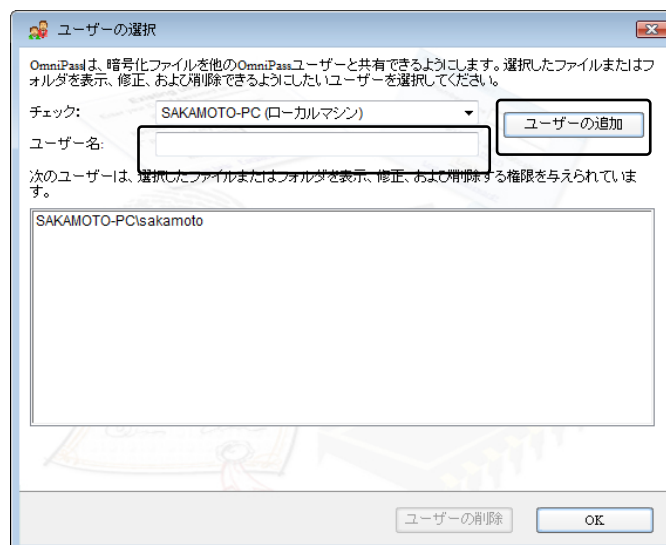 ユーザーの選択
OmniPassは、暗号化ファイルを他のOmniPassユーザーと共有できるようにします。選択したファイルまたはフ
ォルダを表示、修正、および削除できるようにしたいユーザーを選択してください。
チェック: SAKAMOTO-PC (ローカルマシン)
ユーザーの追加
ユーザー名:
次のユーザーは、選択したファイルまたはフォルダを表示、修正、および削除する権限を与えられていま
す。
SAKAMOTO-PC\sakamoto
ユーザーの削除 OK